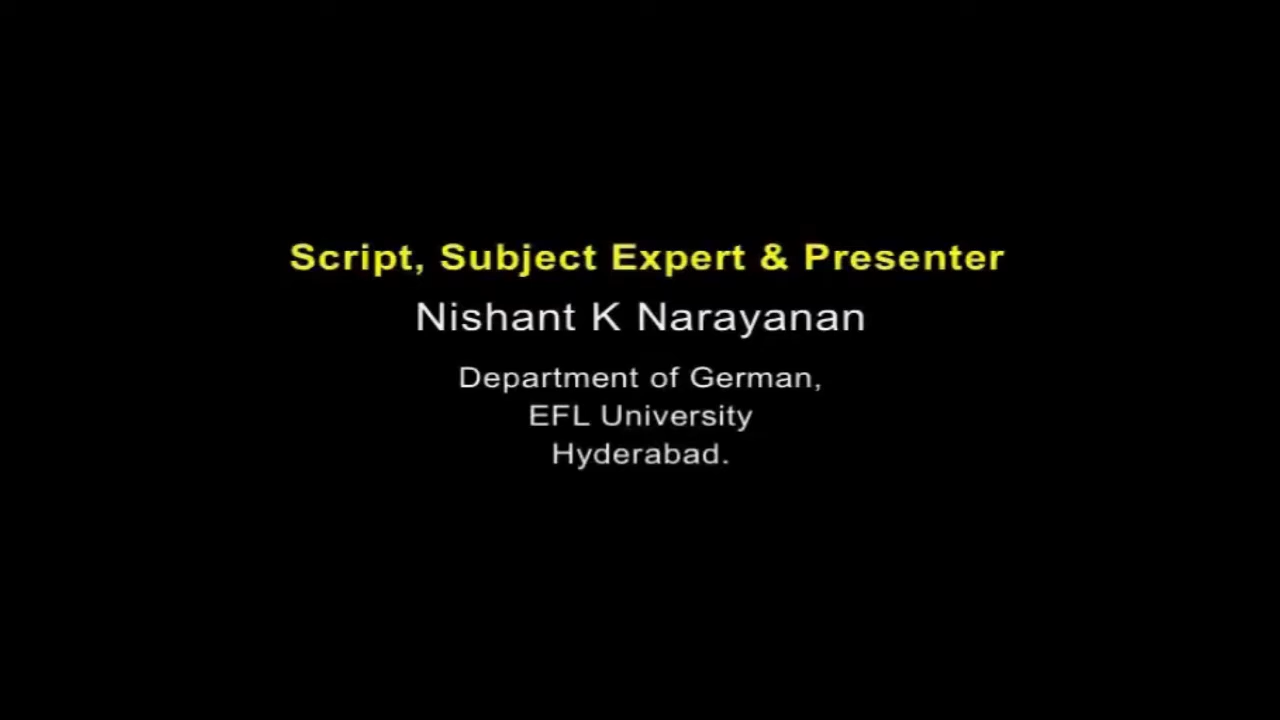 Script, Subject Expert & Presenter
Nishant K Narayanan
Department of German,
EFL University
Hyderabad.